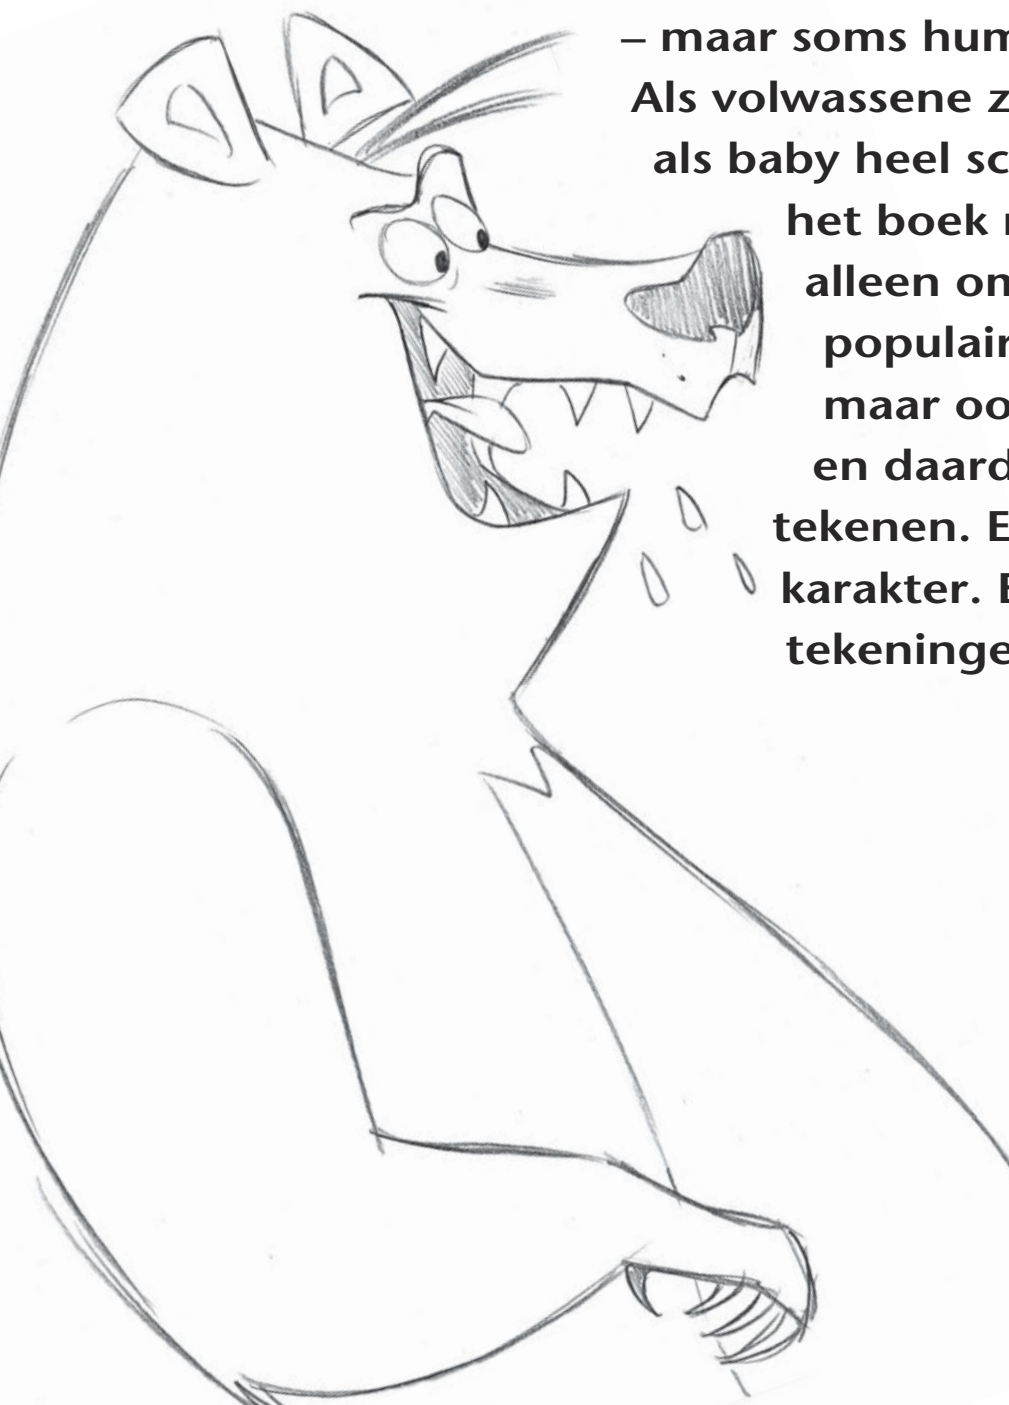 – maar soms hum
Als volwassene z
als baby heel sc
het boek
alleen on
populair
maar oo
en daard
tekenen. E
karakter. E
tekeninge